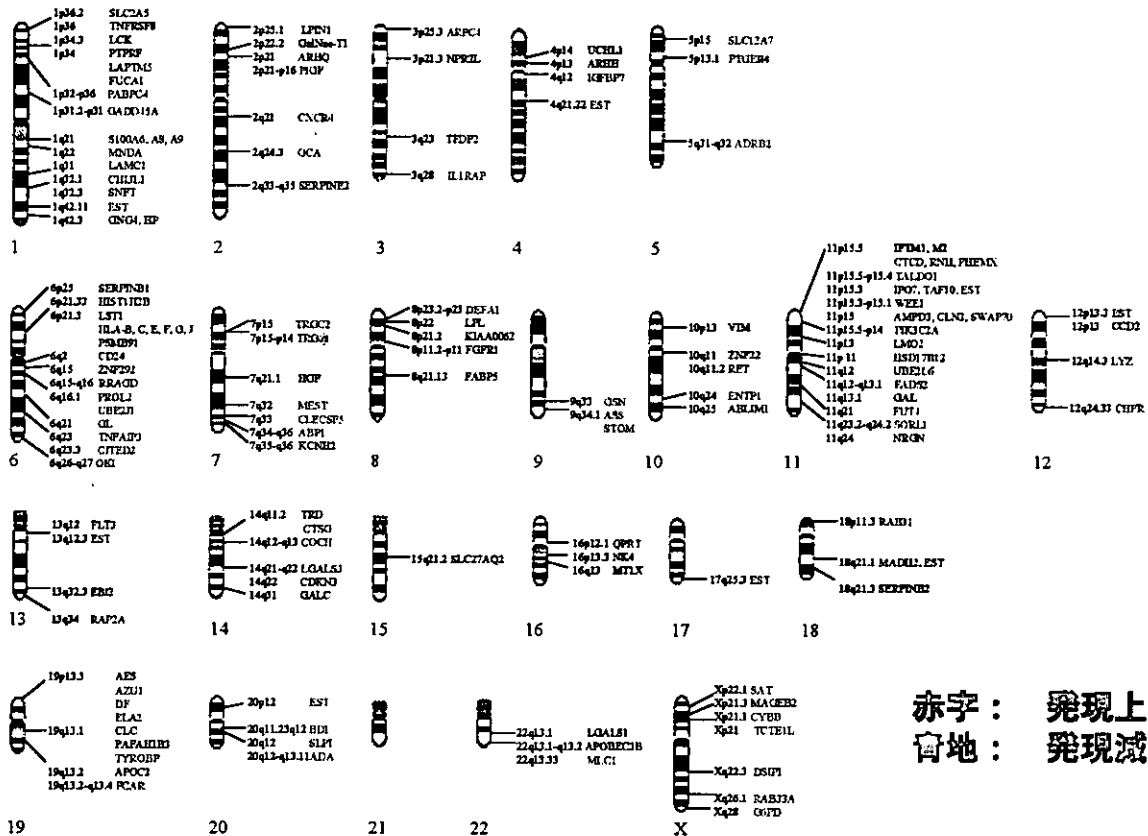 1p36.2 SLC2A5
1p36 TNFRSF8
1p34.3 LCK
1p34 PTPRF
LAPTM5
FUCA1
1p32-p36 PABPC4
1p31.2-p31 GADD45A
1q21 S100A6, A8, A9
1q22 MNDA
1q31 LAMC1
1q32.1 CHI3L1
1q32.3 SNFT
1q42.11 EST
1q42.3 GNG4,
1
2p25.1 LPIN1
2p22.2 GalNac-T1
2p21 ARHQ
2p21-p16 PIGF
2q21 CXCR4
2q24.3 GCA
2q33-q35 SERPINE2
2
3p25.3 ARPC4
3p21.3 NPR2L
3q23 TFDP2
3q28 IL1RAP
3
4p14 UCHL1
4p13 ARHH
4q12 IGFBP7
4q21.22 EST
4
5p15 SLC12A7
5p13.1 PTGER4
5q31-q32 ADRB2
5
6p25 SERPINB1
6p21.33 HIST1H2B
6p21.3 LST1
HLA-B, C, E, F, G, J
PSMB9
6q2 CD24
6q15 ZNF292
6q15-q16 RRAGD
6q16.1 PROL2
UBE2J1
6q21 GL
6q23 TNFAIP3
6q23.3 CITED2
6q26-q27 QKI
6
7p15 TRGC2
7p15-p14 TRG@
7q21.1 HGF
7q32 MEST
7q33 CLECSF5
7q34-q36 ABP1
7q35-q36 KCNH2
7
8p23.2-p23 DEFA1
8p22 LPL
8p21.2 KIAA0062
8p11.2-p11 FGFR1
8q21.13 FABP5
8
9q33 GSN
9q34.1 ASS
STOM
9
10p13 VIM
10q11 ZNF22
10q11.2 RET
10q24 ENTP1
10q25 ABLIM1
10
11p15.5 IFTM1, M2
CTCD, RNH, PHEMX
11p15.5-p15.4 TALDO1
11p15.3 IPO7, TAF10, EST
11p15.3-p15.1 WEE1
11p15 AMPD3, CLN2, SWAP70
11p15.5-p14 PIK3C2A
11p13 LMO2
11p11 HSD17B12
11q12 UBE2L6
11q12-q13.1 FADS2
11q13.1 GAL
11q21 FUT4
11q23.2-q24.2 SORL1
11q24 NRGN
11
12p13.3 EST
12p13 CCD2
12q14.3 LYZ
12q24.33 CHFR
12
13q12 FLT3
13q12.3 EST
13q32.3 EBI2
13q34 RAP2A
13
14q11.2 TRD
CTSG
14q12-q13 COCH
14q21-q22 LGALS3
14q22 CDKN3
14q31 GALC
14
15q21.2 SLC27AQ2
15
16p12.1 QPRT
16p13.3 NK4
16q13 MTLX
16
17q25.3 EST
17
18p11.3 RAB31
18q21.1 MADH2, EST
18q21.3 SERPINB2
18
19p13.3 AES
AZU1
DF
ELA2
19q13.1 CLC
PAFAH1B3
TYROBP
19q13.2 APOC2
19q13.2-q13.4 FCAR
19
20p12 EST
20q11.23q12 BD1
20q12 SLPI
20q12-q13.11 ADA
20
21
22q13.1 LGALS1
22q13.1-q13.2 APOBEC3B
22q13.33 MLC1
22
Xp22.1 SAT
Xp21.3 MAGEB2
Xp21.1 CYBB
Xp21 TCTE1L
Xq22.3 DSIPI
Xq26.1 RAB33A
Xq28 G6PD
X
赤字： 発現上
青地： 発現減